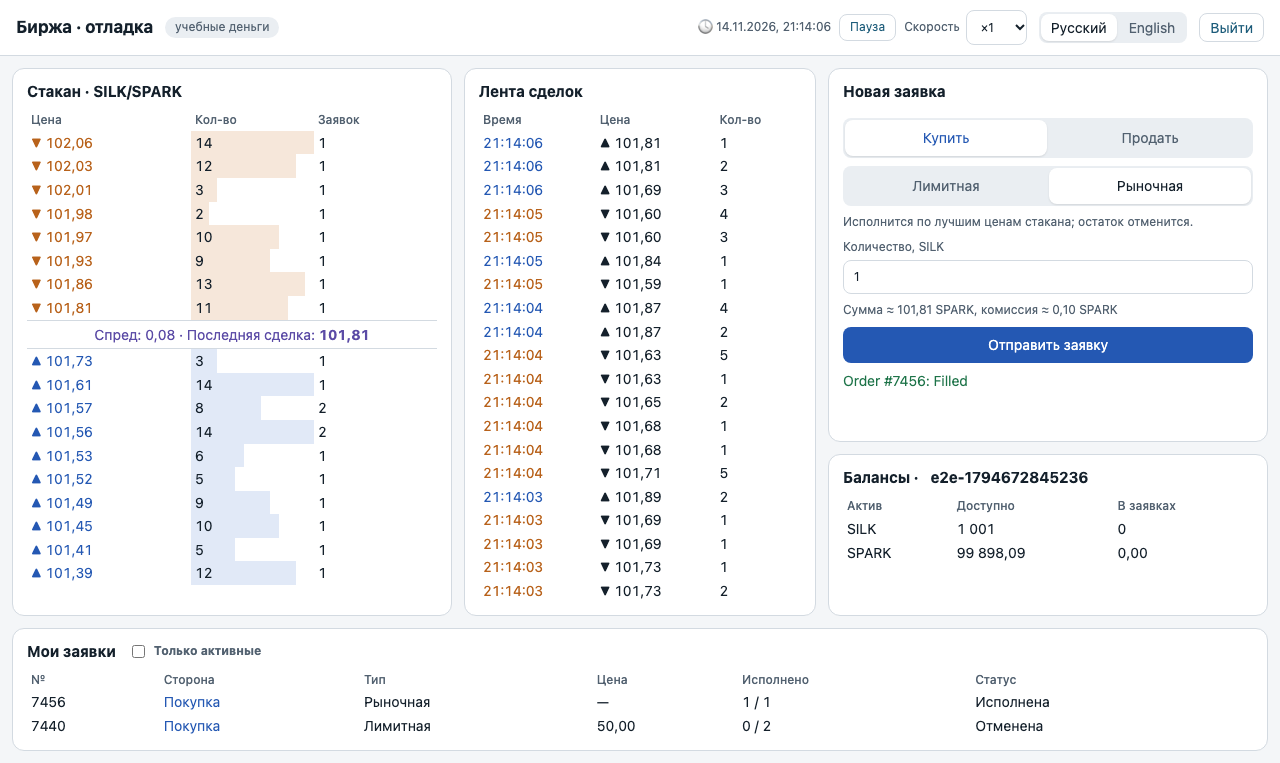 Биржа · отладка учебные деньги 14.11.2026, 21:14:06 Пауза Скорость ×1 Русский English Выйти
Стакан · SILK/SPARK
Цена Кол-во Заявок
▼ 102,06 14 1
▼ 102,03 12 1
▼ 102,01 3 1
▼ 101,98 2 1
▼ 101,97 10 1
▼ 101,93 9 1
▼ 101,86 13 1
▼ 101,81 11 1
Спред: 0,08 · Последняя сделка: 101,81
▲ 101,73 3 1
▲ 101,61 14 1
▲ 101,57 8 2
▲ 101,56 14 2
▲ 101,53 6 1
▲ 101,52 5 1
▲ 101,49 9 1
▲ 101,45 10 1
▲ 101,41 5 1
▲ 101,39 12 1
Лента сделок
Время Цена Кол-во
21:14:06 ▲ 101,81 1
21:14:06 ▲ 101,81 2
21:14:06 ▲ 101,69 3
21:14:05 ▼ 101,60 4
21:14:05 ▼ 101,60 3
21:14:05 ▲ 101,84 1
21:14:05 ▼ 101,59 1
21:14:04 ▲ 101,87 4
21:14:04 ▲ 101,87 2
21:14:04 ▼ 101,63 5
21:14:04 ▼ 101,63 1
21:14:04 ▼ 101,65 2
21:14:04 ▼ 101,68 1
21:14:04 ▼ 101,68 1
21:14:04 ▼ 101,71 5
21:14:03 ▲ 101,89 2
21:14:03 ▼ 101,69 1
21:14:03 ▼ 101,69 1
21:14:03 ▼ 101,73 1
21:14:03 ▼ 101,73 2
Новая заявка
Купить Продать
Лимитная Рыночная
Исполнится по лучшим ценам стакана; остаток отменится.
Количество, SILK
1
Сумма ≈ 101,81 SPARK, комиссия ≈ 0,10 SPARK
Отправить заявку
Order #7456: Filled
Балансы · e2e-1794672845236
Актив Доступно В заявках
SILK 1 001 0
SPARK 99 898,09 0,00
Мои заявки Только активные
№ Сторона Тип Цена Исполнено Статус
7456 Покупка Рыночная — 1 / 1 Исполнена
7440 Покупка Лимитная 50,00 0 / 2 Отменена